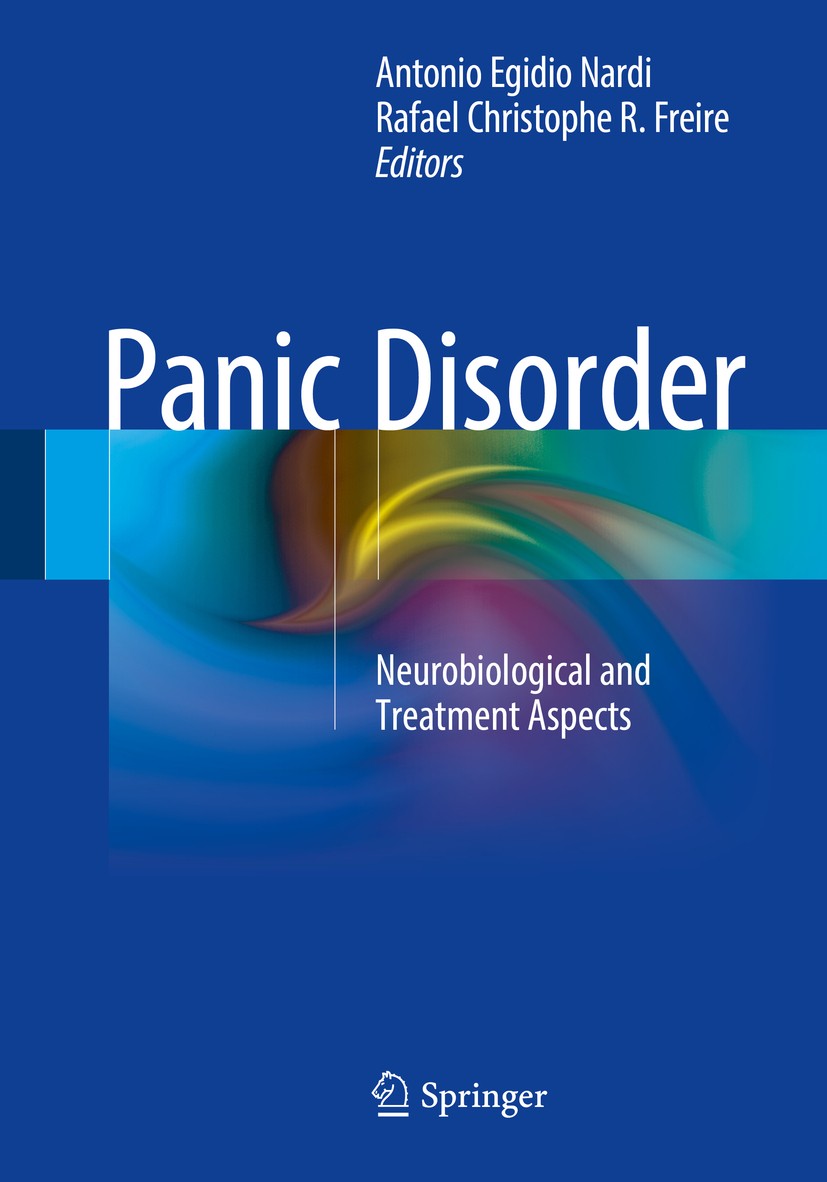 Antonio Egidio Nardi
Rafael Christophe R. Freire
Editors
Panic Disorder
Neurobiological and
Treatment Aspects
Springer